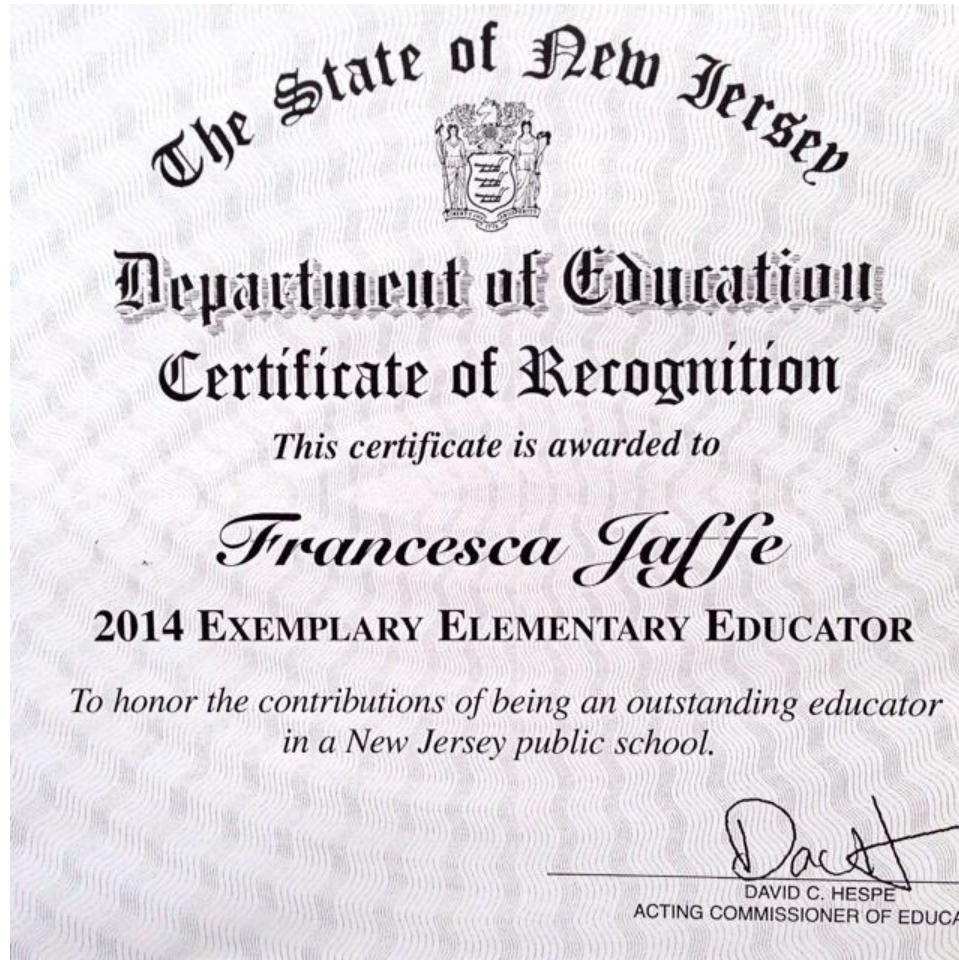 The State of New Jersey
Department of Education
Certificate of Recognition
This certificate is awarded to
Francesca Jaffe
2014 EXEMPLARY ELEMENTARY EDUCATOR
To honor the contributions of being an outstanding educator
in a New Jersey public school.
DAVID C. HESPE
ACTING COMMISSIONER OF EDUCA